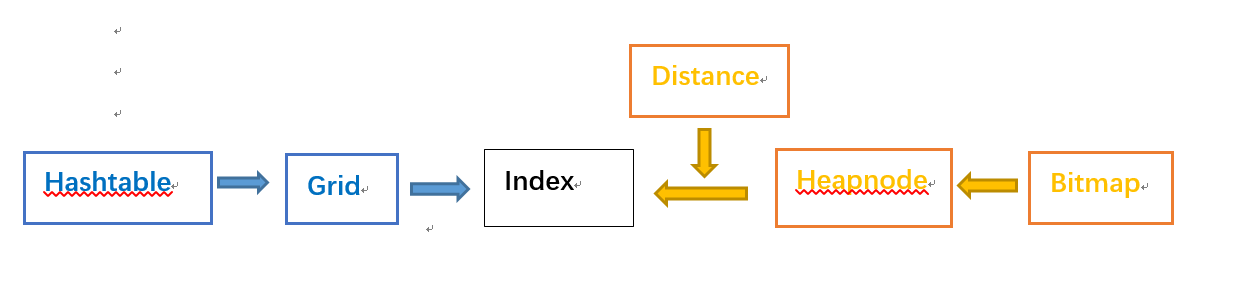 Distance
Hashtable
Grid
Index
Heapnode
Bitmap